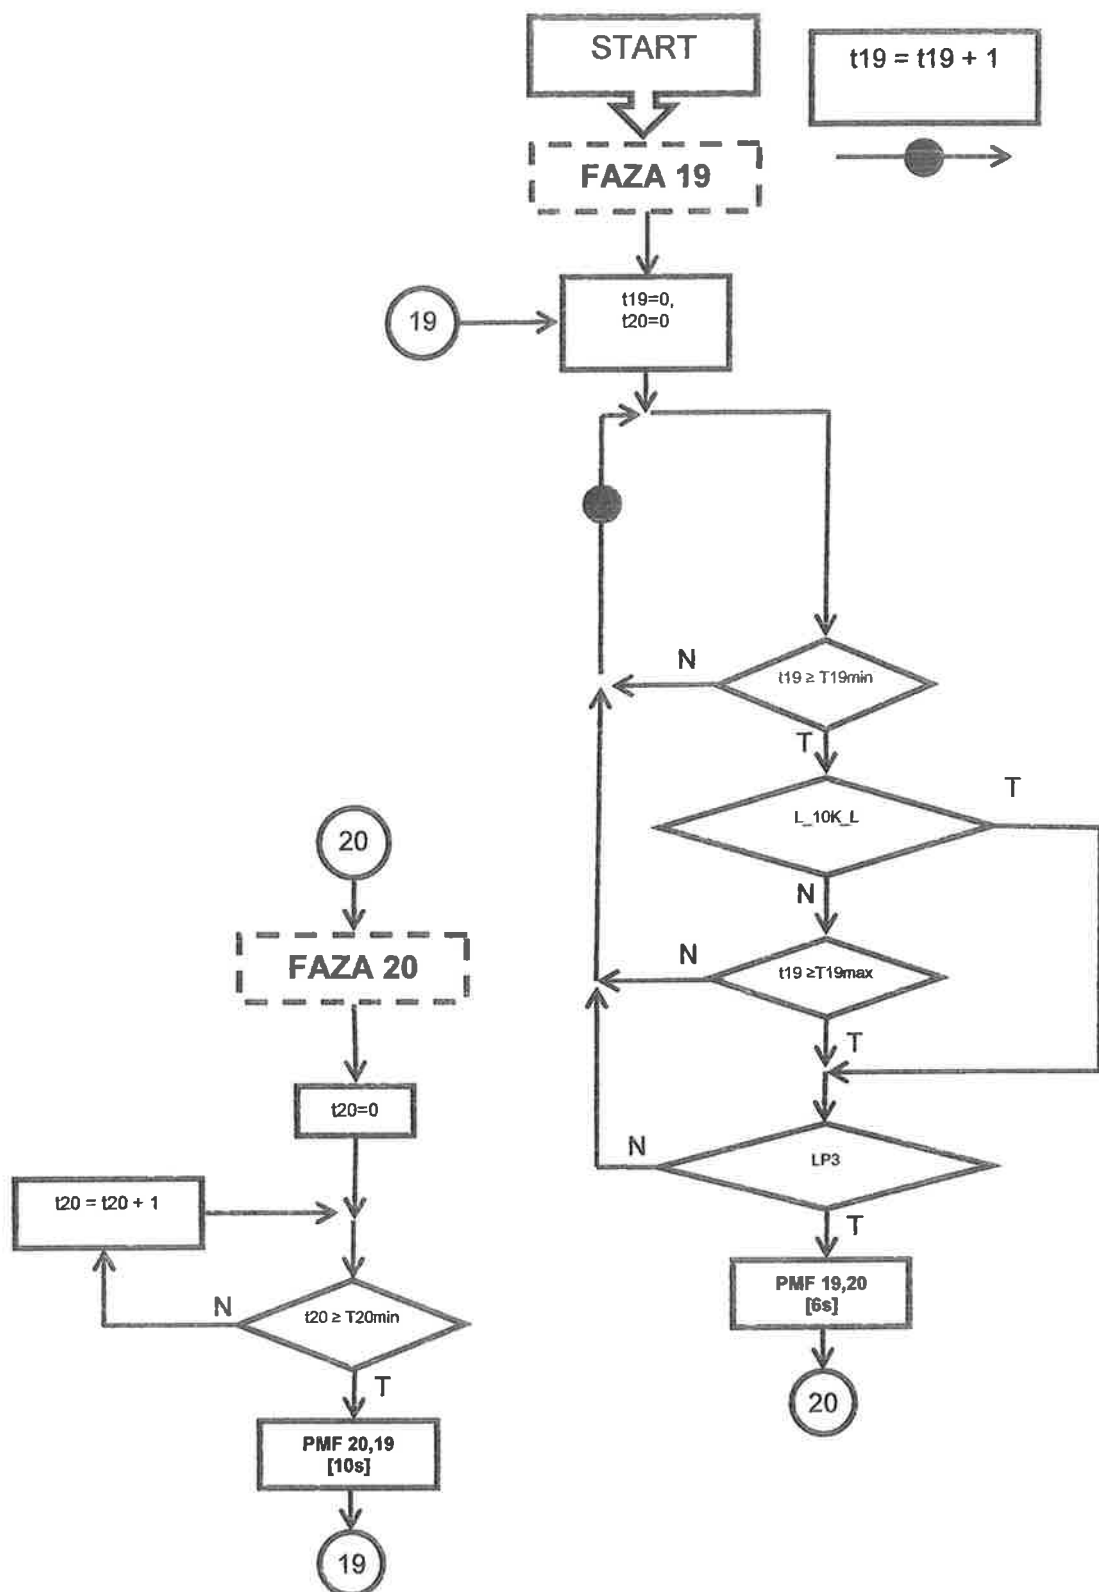 START
t19 = t19 + 1
FAZA 19
t19=0,
t20=0
19
N
t19 ≥ T19min
T
L_10K_L
T
N
N
t19 ≥T19max
T
N
LP3
T
PMF 19,20
[6s]
20
20
FAZA 20
t20=0
t20 = t20 + 1
N
t20 ≥ T20min
T
PMF 20,19
[10s]
19